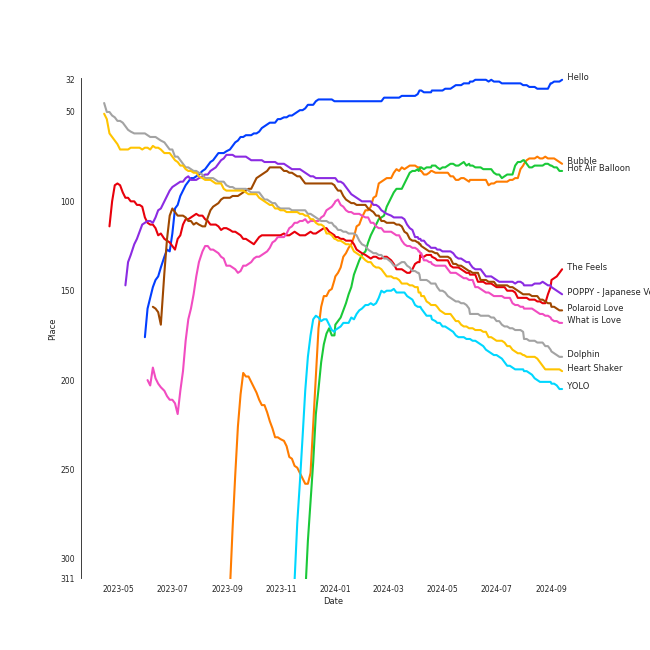 32
50
100
150
200
250
300
311
Place
2023-05
2023-07
2023-09
2023-11
2024-01
2024-03
2024-05
2024-07
2024-09
Date
Hello
Bubble
Hot Air Balloon
The Feels
POPPY - Japanese Ve
Polaroid Love
What is Love
Dolphin
Heart Shaker
YOLO